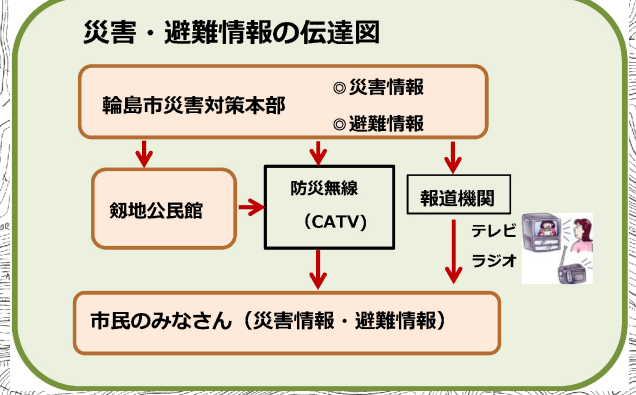 災害・避難情報の伝達図
輪島市災害対策本部
◎災害情報
◎避難情報
剱地公民館
防災無線
（CATV)
報道機関
テレビ
ラジオ
市民のみなさん（災害情報・避難情報）